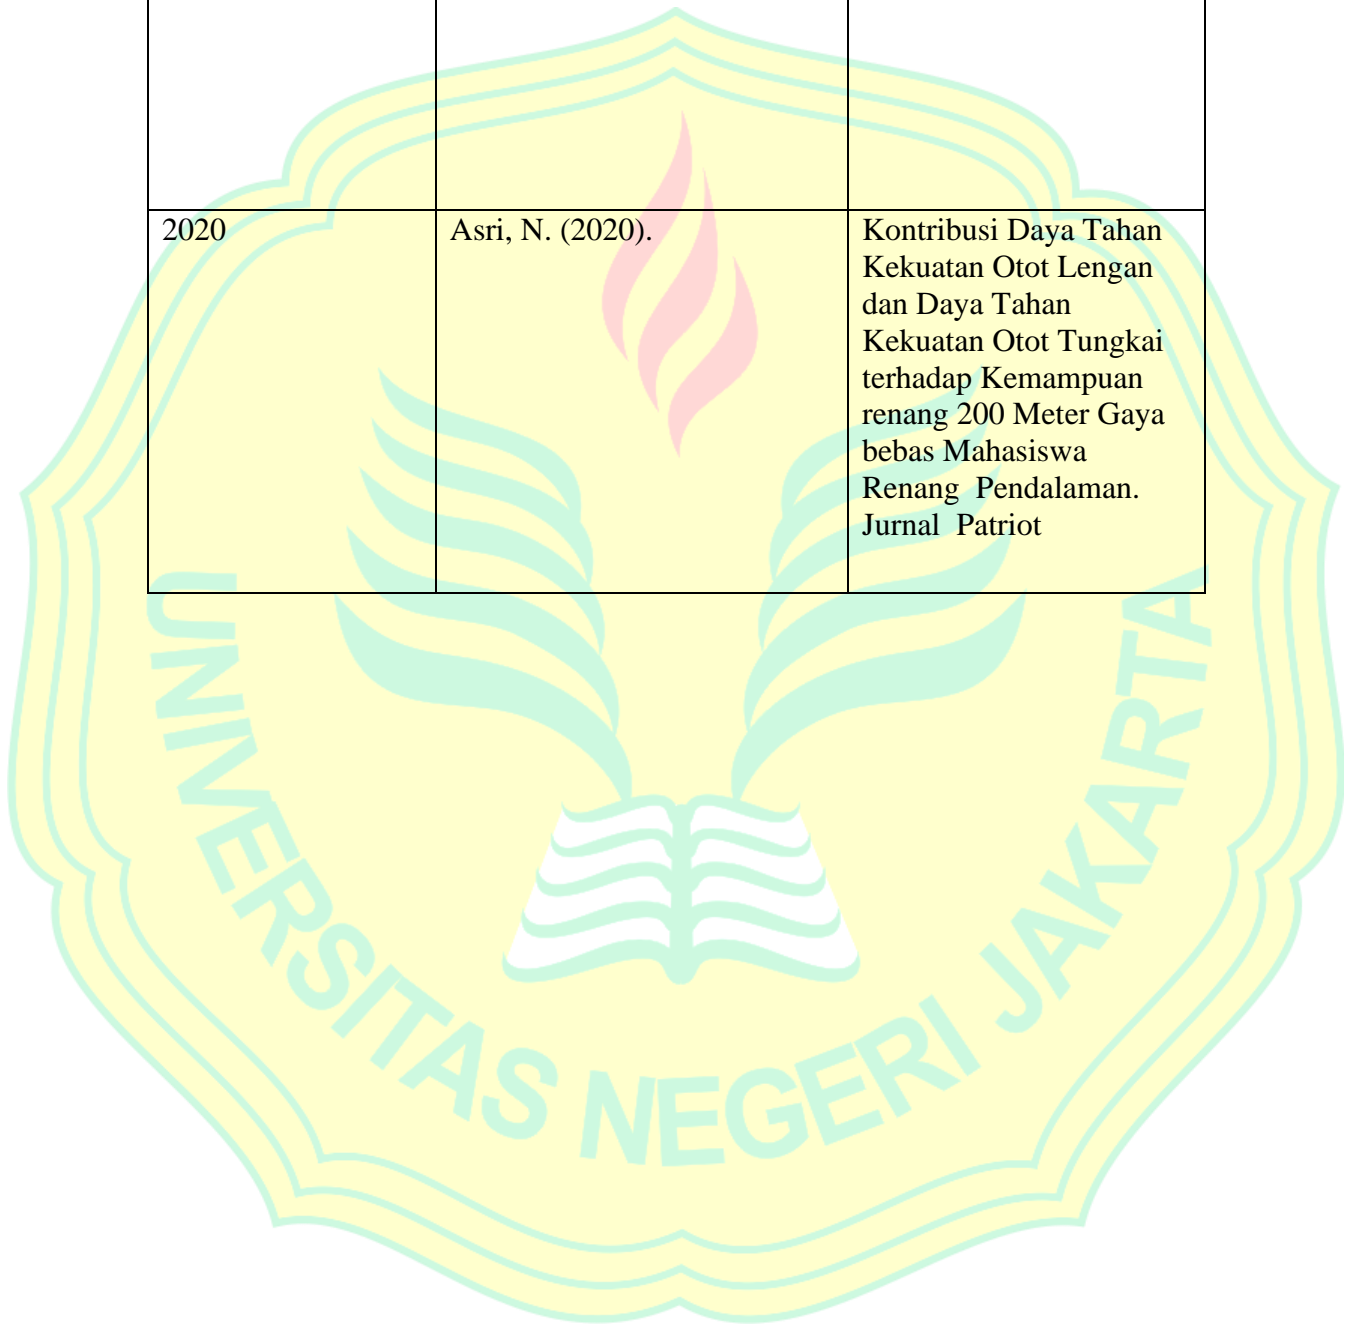 2020
Asri, N. (2020).
Kontribusi Daya Tahan
Kekuatan Otot Lengan
dan Daya Tahan
Kekuatan Otot Tungkai
terhadap Kemampuan
renang 200 Meter Gaya
bebas Mahasiswa
Renang Pendalaman.
Jurnal Patriot
UNIVERSITAS NEGERI JAKARTA